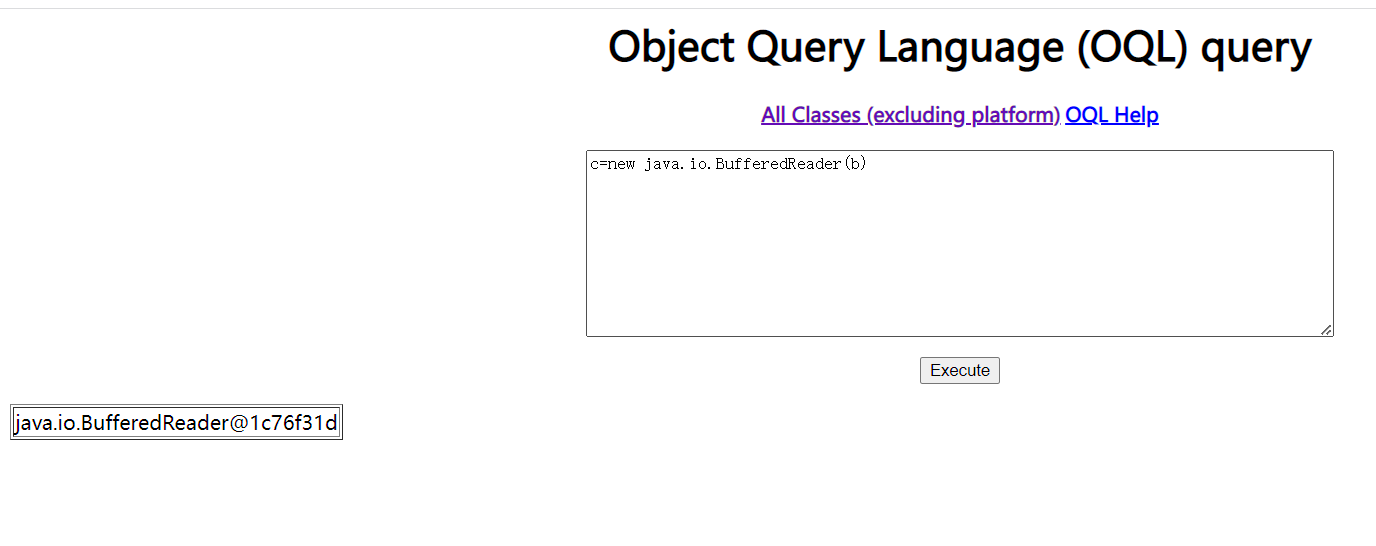 Object Query Language (OQL) query
All Classes (excluding platform) OQL Help
c=new java.io.BufferedReader(b)
Execute
java.io.BufferedReader@1c76f31d